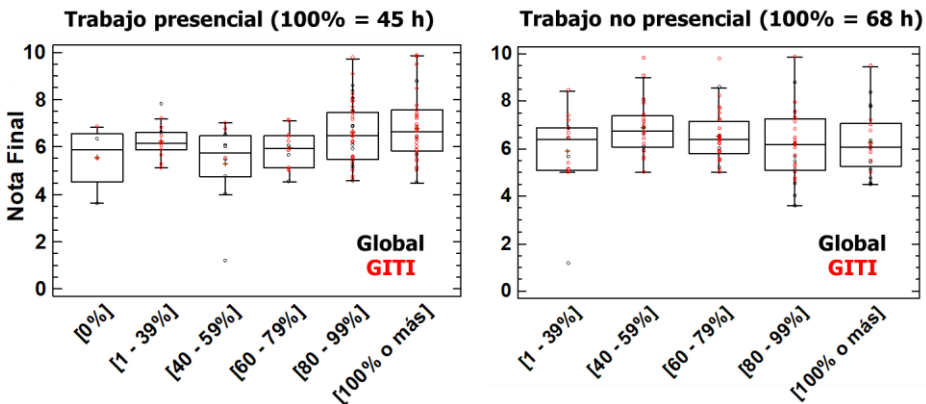 Trabajo presencial (100% = 45 h)
Nota Final
10
8
6
4
2
0
Global
GITI
[0%]
[1 - 39%]
[40 - 59%]
[60 - 79%]
[80 - 99%]
[100% o más]
Trabajo no presencial (100% = 68 h)
10
8
6
4
2
0
Global
GITI
[1 - 39%]
[40 - 59%]
[60 - 79%]
[80 - 99%]
[100% o más]